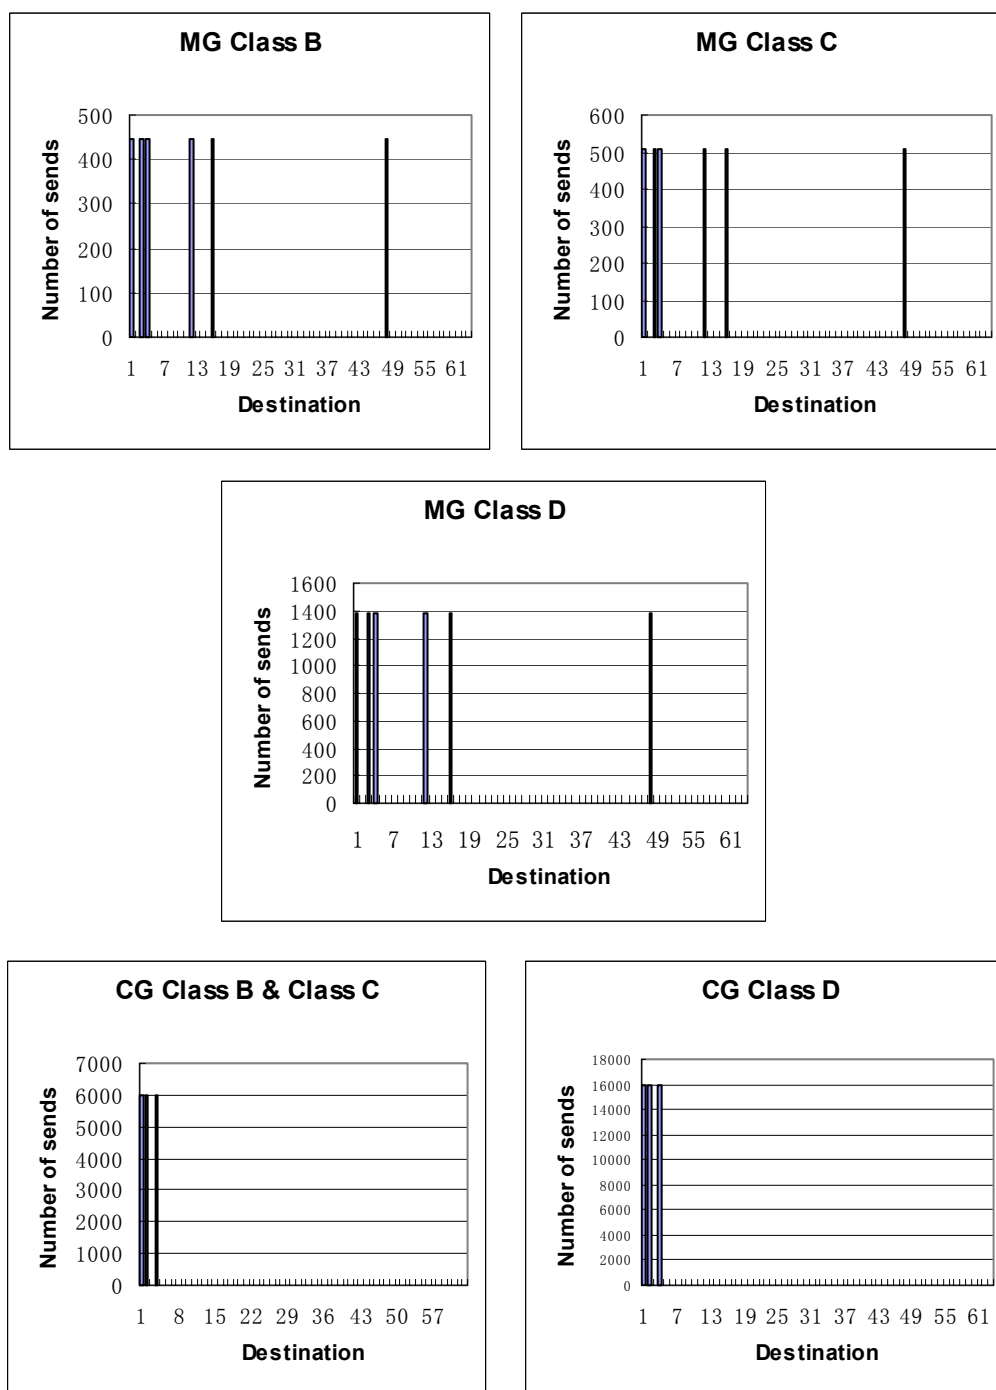 MG Class B
Number of sends
500
400
300
200
100
0
1 7 13 19 25 31 37 43 49 55 61
Destination
MG Class C
Number of sends
600
500
400
300
200
100
0
1 7 13 19 25 31 37 43 49 55 61
Destination
MG Class D
Number of sends
1600
1400
1200
1000
800
600
400
200
0
1 7 13 19 25 31 37 43 49 55 61
Destination
CG Class B & Class C
Number of sends
7000
6000
5000
4000
3000
2000
1000
0
1 8 15 22 29 36 43 50 57
Destination
CG Class D
Number of sends
18000
16000
14000
12000
10000
8000
6000
4000
2000
0
1 7 13 19 25 31 37 43 49 55 61
Destination